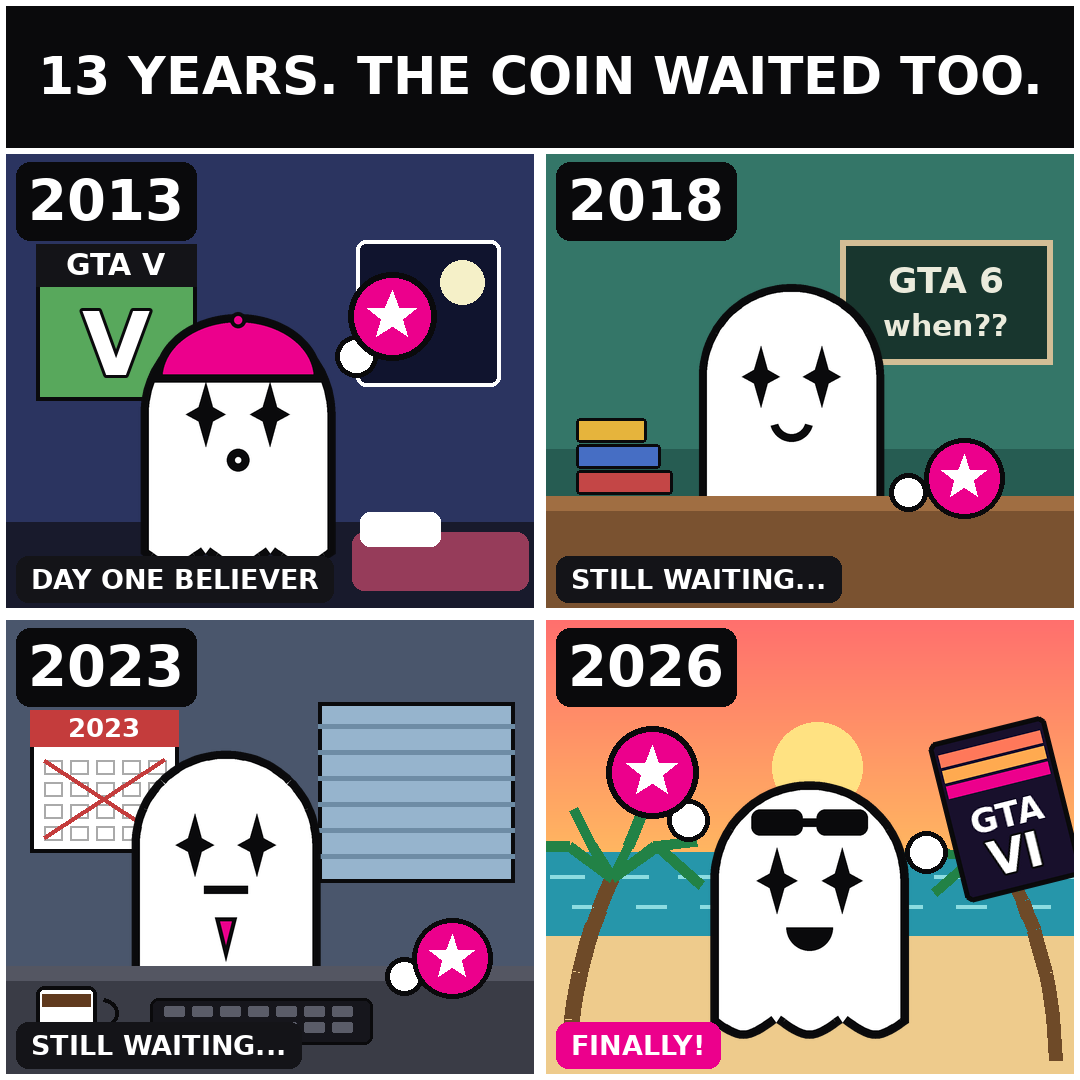 13 YEARS. THE COIN WAITED TOO.
2013
GTA V
V
DAY ONE BELIEVER
2018
GTA 6
when??
STILL WAITING...
2023
2023
STILL WAITING...
2026
GTA
VI
FINALLY!